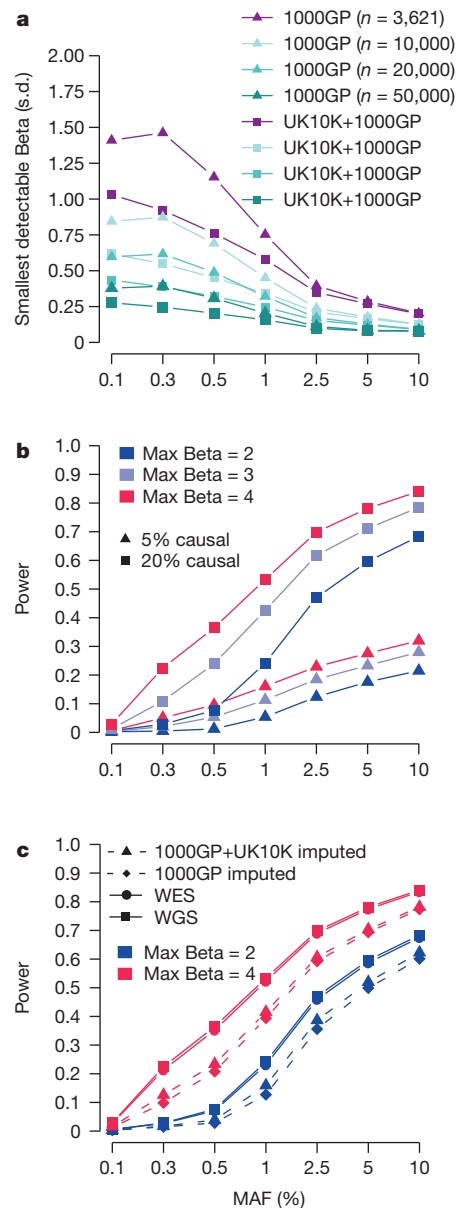 a
1000GP (n = 3,621)
1000GP (n = 10,000)
1000GP (n = 20,000)
1000GP (n = 50,000)
UK10K+1000GP
UK10K+1000GP
UK10K+1000GP
UK10K+1000GP
Smallest detectable Beta (s.d.)
2.00
1.75
1.50
1.25
1.00
0.75
0.50
0.25
0
0.1 0.3 0.5 1 2.5 5 10
b
Max Beta = 2
Max Beta = 3
Max Beta = 4
5% causal
20% causal
Power
1.0
0.9
0.8
0.7
0.6
0.5
0.4
0.3
0.2
0.1
0
0.1 0.3 0.5 1 2.5 5 10
c
1000GP+UK10K imputed
1000GP imputed
WES
WGS
Max Beta = 2
Max Beta = 4
Power
1.0
0.9
0.8
0.7
0.6
0.5
0.4
0.3
0.2
0.1
0
0.1 0.3 0.5 1 2.5 5 10
MAF (%)